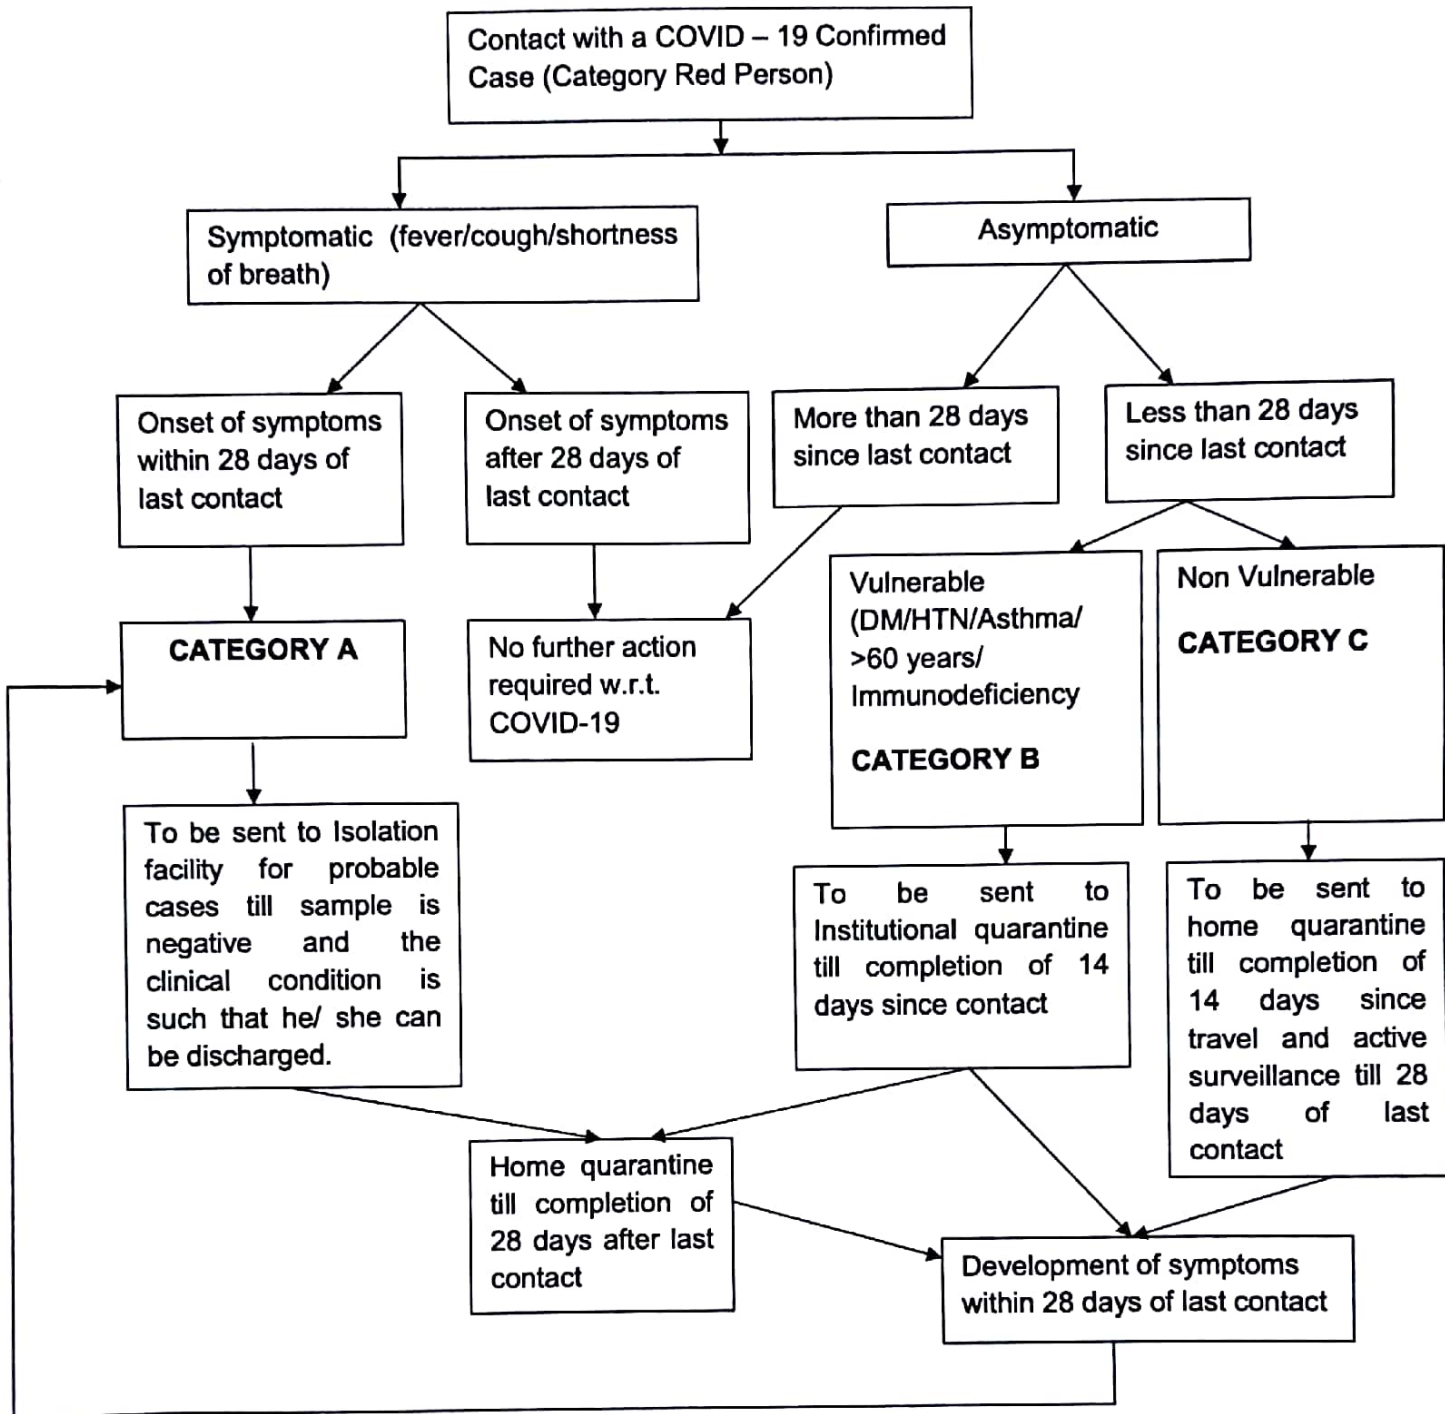 Contact with a COVID – 19 Confirmed
Case (Category Red Person)
Symptomatic (fever/cough/shortness
of breath)
Asymptomatic
Onset of symptoms
within 28 days of
last contact
Onset of symptoms
after 28 days of
last contact
More than 28 days
since last contact
Less than 28 days
since last contact
CATEGORY A
No further action
required w.r.t.
COVID-19
Vulnerable
(DM/HTN/Asthma/
>60 years/
Immunodeficiency
CATEGORY B
Non Vulnerable
CATEGORY C
To be sent to Isolation
facility for probable
cases till sample is
negative and the
clinical condition is
such that he/ she can
be discharged.
To be sent to
Institutional quarantine
till completion of 14
days since contact
To be sent to
home quarantine
till completion of
14 days since
travel and active
surveillance till 28
days of last
contact
Home quarantine
till completion of
28 days after last
contact
Development of symptoms
within 28 days of last contact